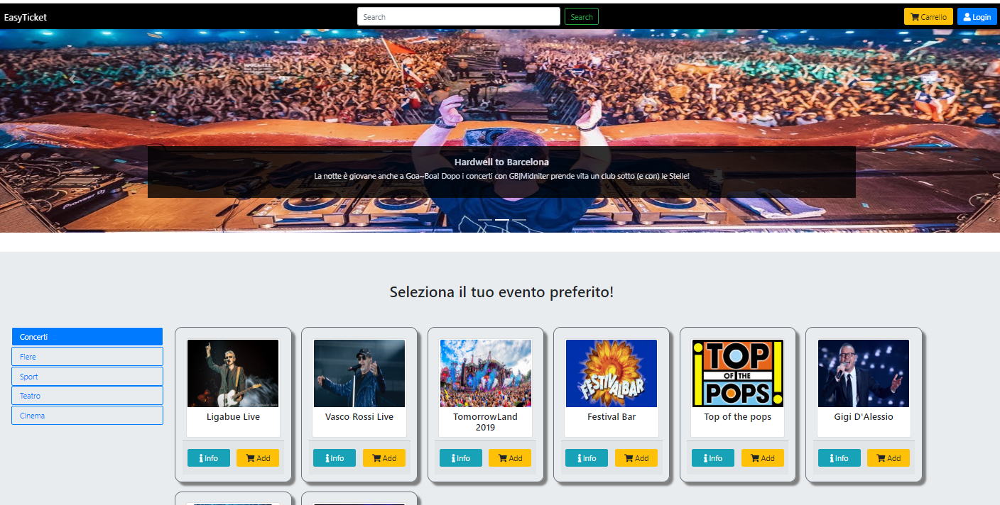 EasyTicket
Search
Search
Carrello
Login
Hardwell to Barcelona
La notte è giovane anche a Goa~Boa! Dopo i concerti con GB|Midniter prende vita un club sotto (e con) le Stelle!
Pioneer Dj
Seleziona il tuo evento preferito!
Concerti
Fiere
Sport
Teatro
Cinema
Ligabue Live
Info
Add
Vasco Rossi Live
Info
Add
TomorrowLand
2019
Info
Add
FESTIVALBAR
Festival Bar
Info
Add
TOP
OF THE
POPS!
Top of the pops
Info
Add
Gigi D'Alessio
Info
Add